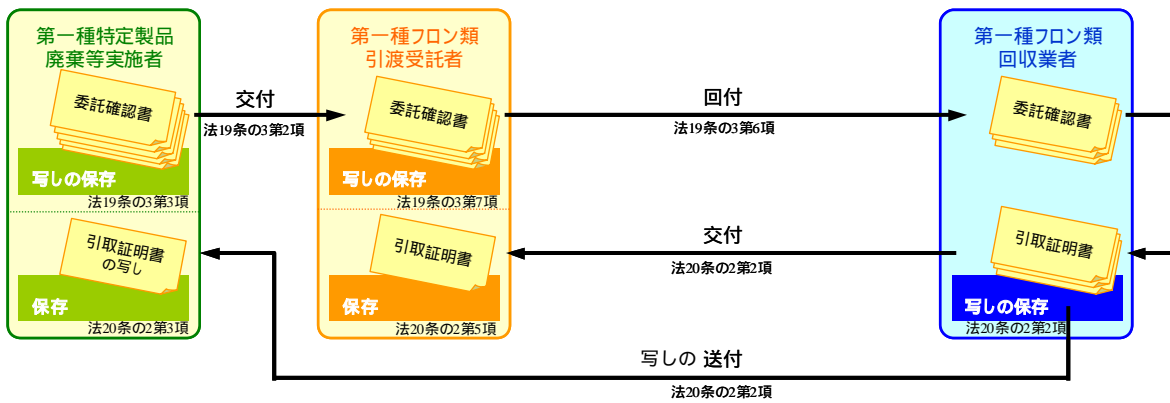 第一種特定製品
廃棄等実施者
委託確認書
写しの保存
法19条の3第3項
引取証明書
の写し
保存
法20条の2第3項
交付
法19条の3第2項
第一種フロン類
引渡受託者
委託確認書
写しの保存
法19条の3第7項
引取証明書
保存
法20条の2第5項
回付
法19条の3第6項
交付
法20条の2第2項
第一種フロン類
回収業者
委託確認書
引取証明書
写しの保存
法20条の2第2項
写しの 送付
法20条の2第2項